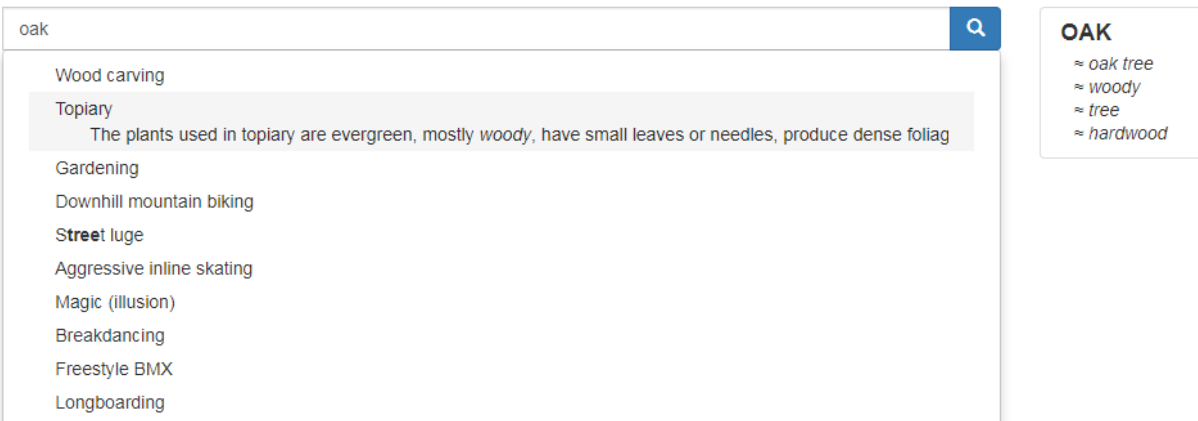 oak
Wood carving
Topiary
The plants used in topiary are evergreen, mostly woody, have small leaves or needles, produce dense foliag
Gardening
Downhill mountain biking
Street luge
Aggressive inline skating
Magic (illusion)
Breakdancing
Freestyle BMX
Longboarding
OAK
≈ oak tree
≈ woody
≈ tree
≈ hardwood